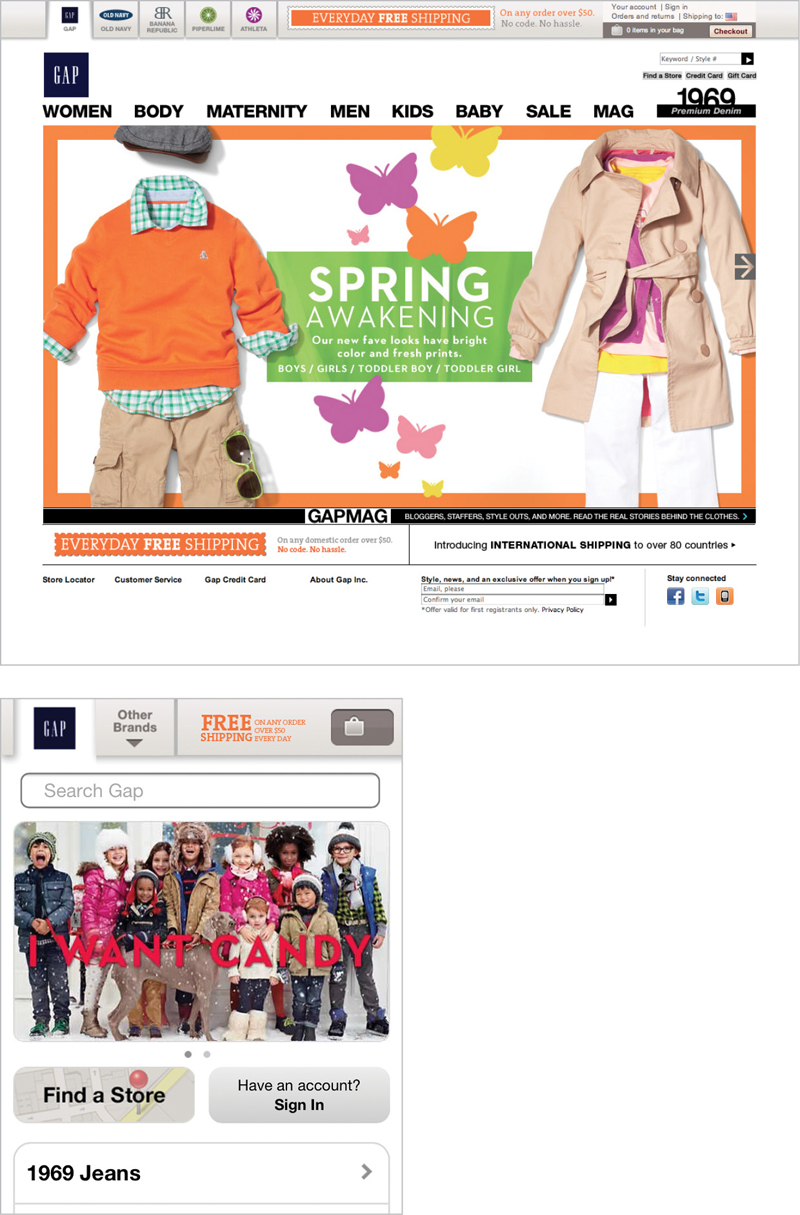 GAP
GAP
OLD NAVY
OLD NAVY
BR
BANANA
REPUBLIC
PIPERLIME
ATHLETA
EVERYDAY FREE SHIPPING
On any order over $50.
No code. No hassle.
Your account | Sign in
Orders and returns | Shipping to:
0 items in your bag
Checkout
GAP
Keyword / Style #
Find a Store Credit Card Gift Card
WOMEN BODY MATERNITY MEN KIDS BABY SALE MAG
1969
Premium Denim
SPRING
AWAKENING
Our new fave looks have bright
color and fresh prints.
BOYS / GIRLS / TODDLER BOY / TODDLER GIRL
GAPMAG BLOGGERS, STAFFERS, STYLE OUTS, AND MORE. READ THE REAL STORIES BEHIND THE CLOTHES.
EVERYDAY FREE SHIPPING
On any domestic order over $50.
No code. No hassle.
Introducing INTERNATIONAL SHIPPING to over 80 countries
Store Locator Customer Service Gap Credit Card About Gap Inc.
Style, news, and an exclusive offer when you sign up!*
Email, please
Confirm your email
*Offer valid for first registrants only. Privacy Policy
Stay connected
f t
GAP
Other
Brands
FREE
SHIPPING
ON ANY ORDER
OVER $50
EVERY DAY
Search Gap
I WANT CANDY
Find a Store
Have an account?
Sign In
1969 Jeans